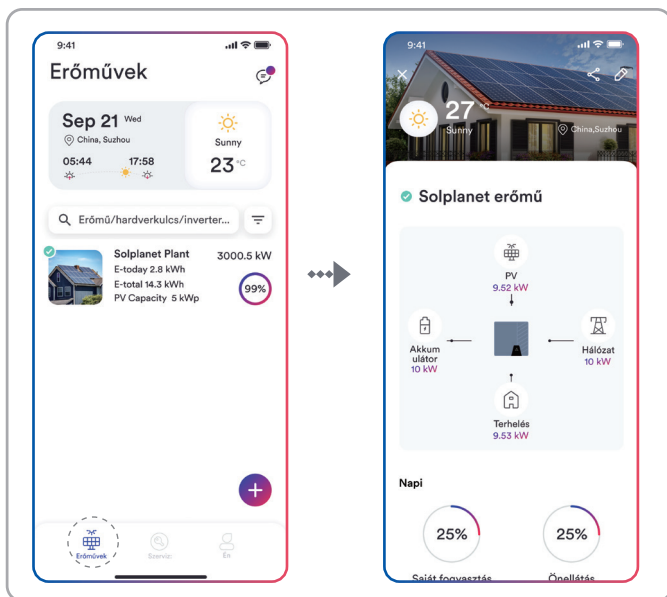 9:41
Erőművek
Sep 21 Wed
China, Suzhou
05:44 17:58
Sunny
23 °C
Erőmű/hardverkulcs/inverter...
Solplanet Plant 3000.5 kW
E-today 2.8 kWh
E-total 14.3 kWh
PV Capacity 5 kWp
99%
+
Erőművek
Szerviz
Én
9:41
27 °C
Sunny
China,Suzhou
Solplanet erőmű
PV
9.52 kW
Akkum
ulátor
10 kW
Hálózat
10 kW
Terhelés
9.53 kW
Napi
25%
25%
Saját fogyasztás
Önellátás